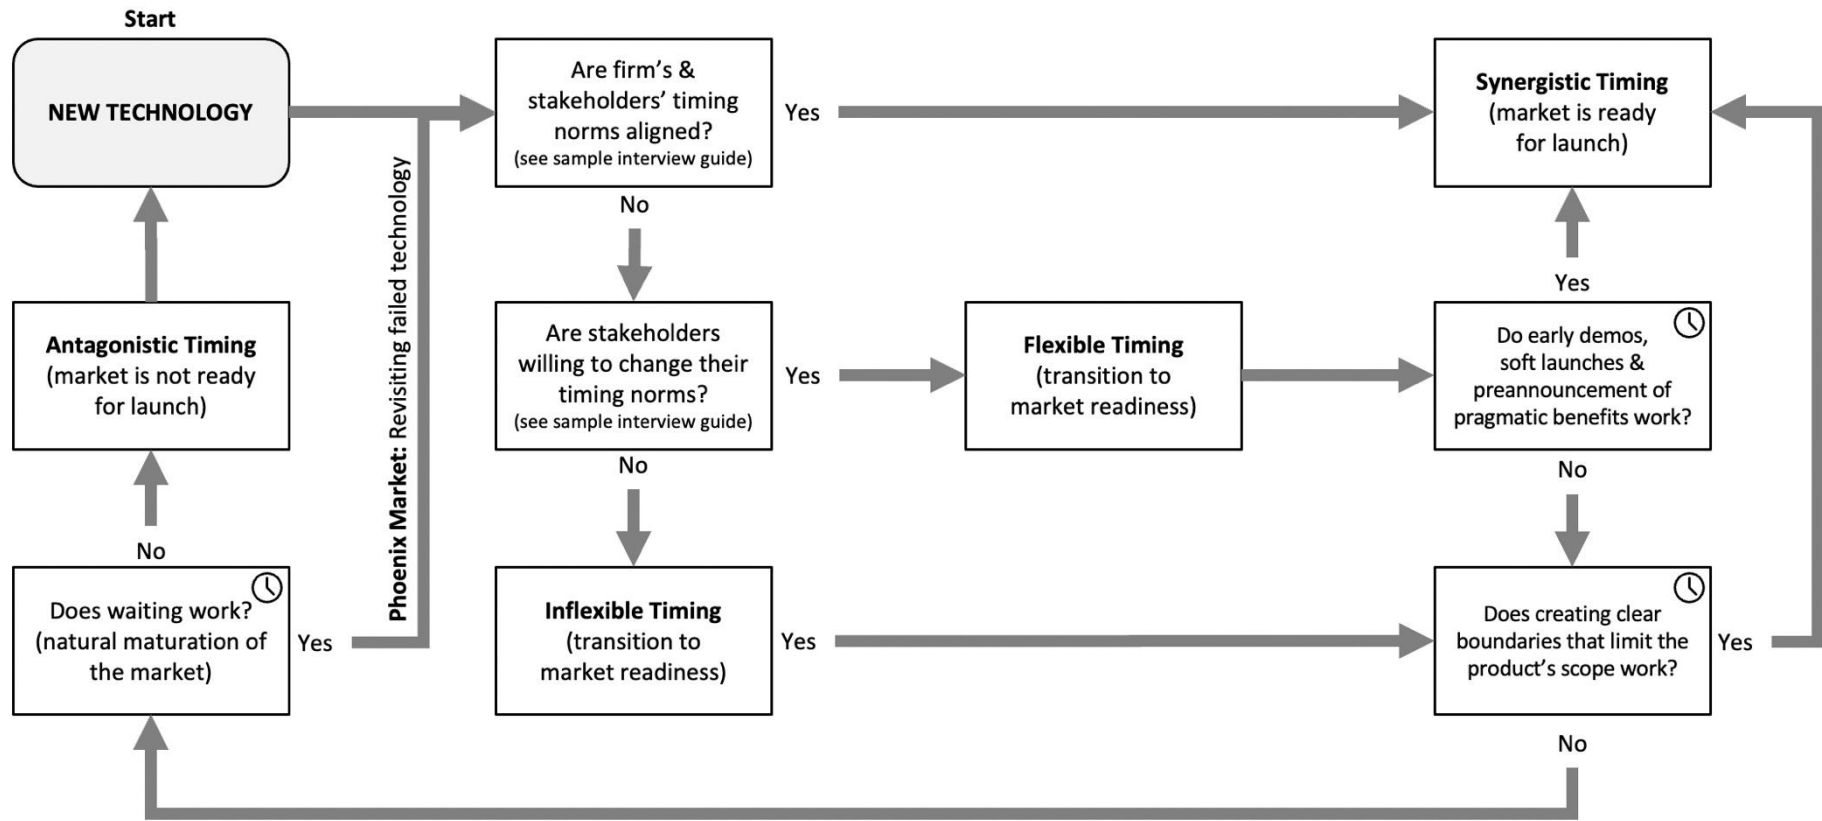 Start
NEW TECHNOLOGY
Are firm's &
stakeholders' timing
norms aligned?
(see sample interview guide)
Yes
Synergistic Timing
(market is ready
for launch)
No
Yes
Phoenix Market: Revisiting failed technology
Antagonistic Timing
(market is not ready
for launch)
Are stakeholders
willing to change their
timing norms?
(see sample interview guide)
Yes
Flexible Timing
(transition to
market readiness)
Do early demos,
soft launches &
preannouncement of
pragmatic benefits work?
No
No
No
Does waiting work?
(natural maturation of
the market)
Yes
Inflexible Timing
(transition to
market readiness)
Yes
Does creating clear
boundaries that limit the
product's scope work?
Yes
No